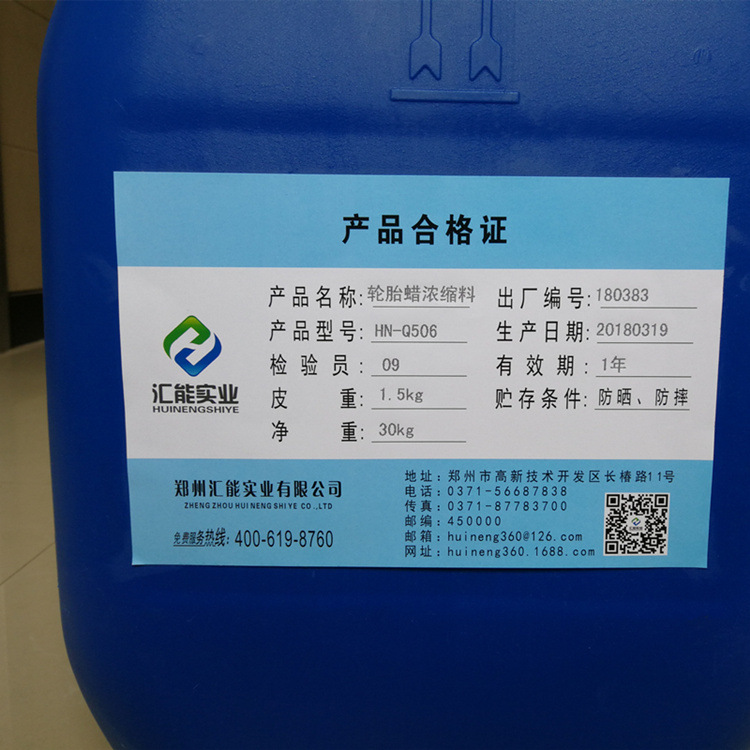 产品合格证
产品名称: 轮胎蜡浓缩料 出厂编号: 180383
产品型号: HN-Q506 生产日期: 20180319
检验员: 09 有效期: 1年
皮重: 1.5kg 贮存条件: 防晒、防摔
净重: 30kg
汇能实业
HUINENGSHIYE
郑州汇能实业有限公司
ZHENG ZHOU HUI NENG SHI YE CO .,LTD
免费服务热线: 400-619-8760
地址: 郑州市高新技术开发区长椿路11号
电话: 0371-56687838
传真: 0371-87783700
邮编: 450000
邮箱: huineng360@126.com
网址: huineng360.1688.com